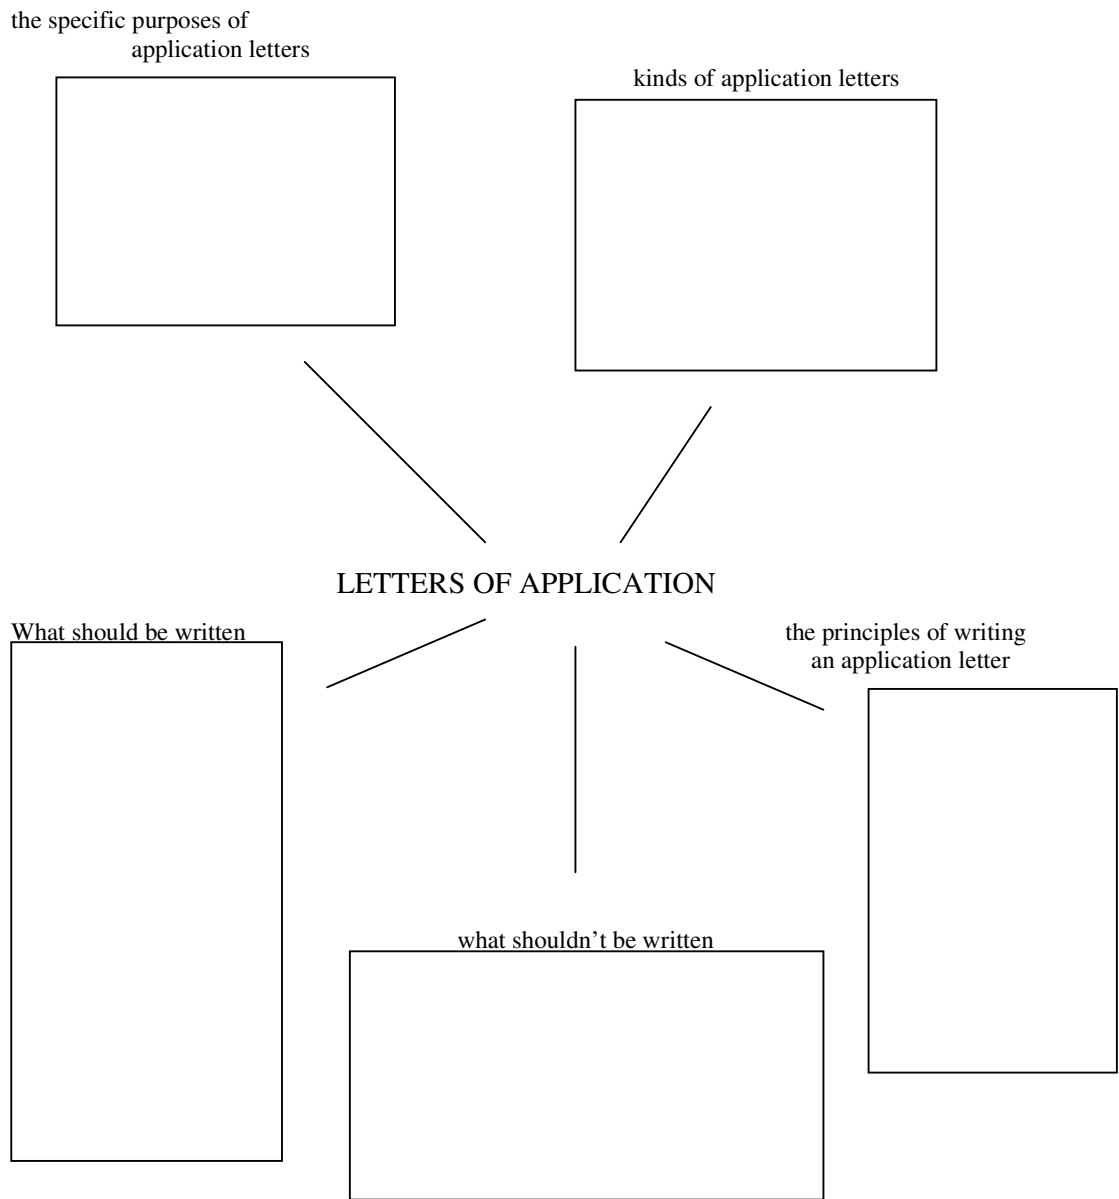 the specific purposes of
application letters
kinds of application letters
LETTERS OF APPLICATION
What should be written
the principles of writing
an application letter
what shouldn't be written